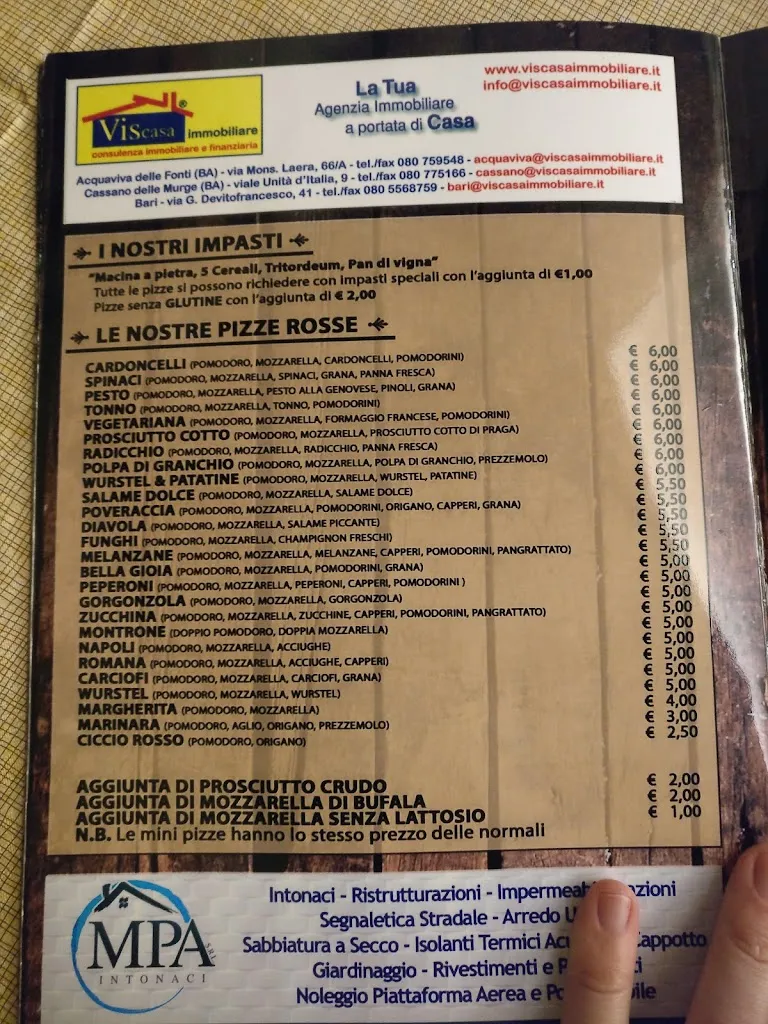 ViScasa® immobiliare
consulenza immobiliare e finanziaria
La Tua
Agenzia Immobiliare
a portata di Casa
www.viscasaimmobiliare.it
info@viscasaimmobiliare.it
Acquaviva delle Fonti (BA) - via Mons. Laera, 66/A - tel./fax 080 759548 - acquaviva@viscasaimmobiliare.it
Cassano delle Murge (BA) - viale Unità d'Italia, 9 - tel./fax 080 775166 - cassano@viscasaimmobiliare.it
Bari - via G. Devitofrancesco, 41 - tel./fax 080 5568759 - bari@viscasaimmobiliare.it
I NOSTRI IMPASTI
"Macina a pietra, 5 Cereali, Tritordeum, Pan di vigna"
Tutte le pizze si possono richiedere con impasti speciali con l'aggiunta di €1,00
Pizze senza GLUTINE con l'aggiunta di € 2,00
LE NOSTRE PIZZE ROSSE
CARDONCELLI (POMODORO, MOZZARELLA, CARDONCELLI, POMODORINI) € 6,00
SPINACI (POMODORO, MOZZARELLA, SPINACI, GRANA, PANNA FRESCA) € 6,00
PESTO (POMODORO, MOZZARELLA, PESTO ALLA GENOVESE, PINOLI, GRANA) € 6,00
TONNO (POMODORO, MOZZARELLA, TONNO, POMODORINI) € 6,00
VEGETARIANA (POMODORO, MOZZARELLA, FORMAGGIO FRANCESE, POMODORINI) € 6,00
PROSCIUTTO COTTO (POMODORO, MOZZARELLA, PROSCIUTTO COTTO DI PRAGA) € 6,00
RADICCHIO (POMODORO, MOZZARELLA, RADICCHIO, PANNA FRESCA) € 6,00
POLPA DI GRANCHIO (POMODORO, MOZZARELLA, POLPA DI GRANCHIO, PREZZEMOLO) € 6,00
WURSTEL & PATATINE (POMODORO, MOZZARELLA, WURSTEL, PATATINE) € 6,00
SALAME DOLCE (POMODORO, MOZZARELLA, SALAME DOLCE) € 5,50
POVERACCIA (POMODORO, MOZZARELLA, POMODORINI, ORIGANO, CAPPERI, GRANA) € 5,50
DIAVOLA (POMODORO, MOZZARELLA, SALAME PICCANTE) € 5,50
FUNGHI (POMODORO, MOZZARELLA, CHAMPIGNON FRESCHI) € 5,50
MELANZANE (POMODORO, MOZZARELLA, MELANZANE, CAPPERI, POMODORINI, PANGRATTATO) € 5,50
BELLA GIOIA (POMODORO, MOZZARELLA, POMODORINI, GRANA) € 5,00
PEPERONI (POMODORO, MOZZARELLA, PEPERONI, CAPPERI, POMODORINI ) € 5,00
GORGONZOLA (POMODORO, MOZZARELLA, GORGONZOLA) € 5,00
ZUCCHINA (POMODORO, MOZZARELLA, ZUCCHINE, CAPPERI, POMODORINI, PANGRATTATO) € 5,00
MONTRONE (DOPPIO POMODORO, DOPPIA MOZZARELLA) € 5,00
NAPOLI (POMODORO, MOZZARELLA, ACCIUGHE) € 5,00
ROMANA (POMODORO, MOZZARELLA, ACCIUGHE, CAPPERI) € 5,00
CARCIOFI (POMODORO, MOZZARELLA, CARCIOFI, GRANA) € 5,00
WURSTEL (POMODORO, MOZZARELLA, WURSTEL) € 5,00
MARGHERITA (POMODORO, MOZZARELLA) € 4,00
MARINARA (POMODORO, AGLIO, ORIGANO, PREZZEMOLO) € 3,00
CICCIO ROSSO (POMODORO, ORIGANO) € 2,50
AGGIUNTA DI PROSCIUTTO CRUDO € 2,00
AGGIUNTA DI MOZZARELLA DI BUFALA € 2,00
AGGIUNTA DI MOZZARELLA SENZA LATTOSIO € 1,00
N.B. Le mini pizze hanno lo stesso prezzo delle normali
MPA SRL
INTONACI
Intonaci - Ristrutturazioni -
Segnaletica Stradale - Arredo
Sabbiatura a Secco - Isolanti Termici Cappotto
Giardinaggio - Rivestimenti e
Noleggio Piattaforma Aerea e